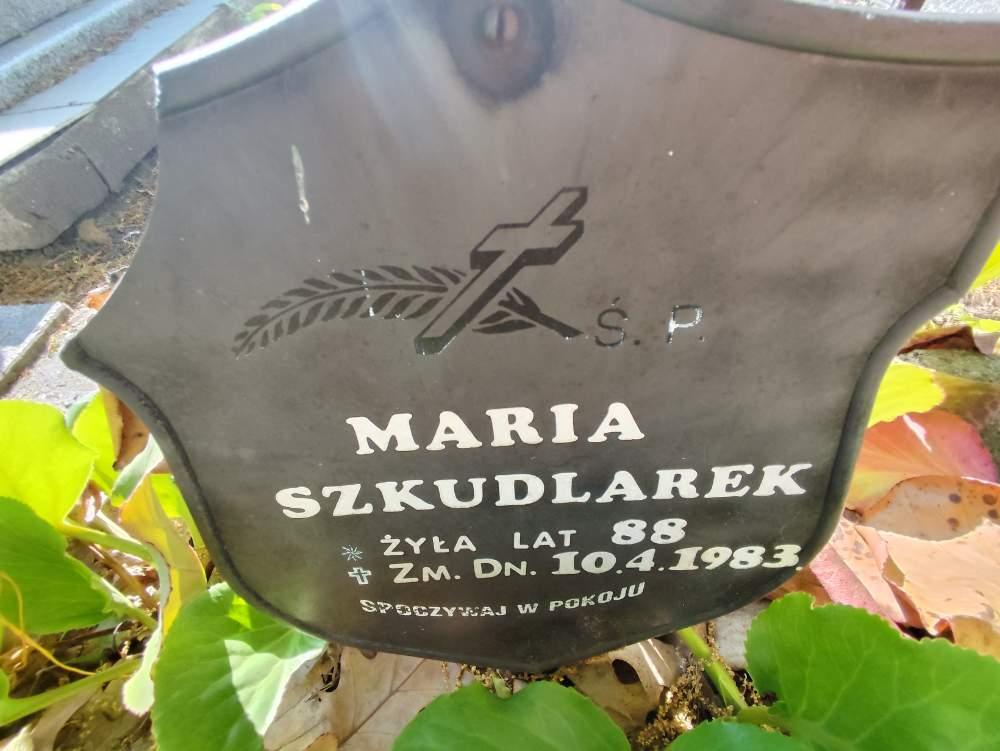 Ś. P.
MARIA
SZKUDLAREK
ŻYŁA LAT 88
ZM. DN. 10.4.1983.
SPOCZYWAJ W POKOJU